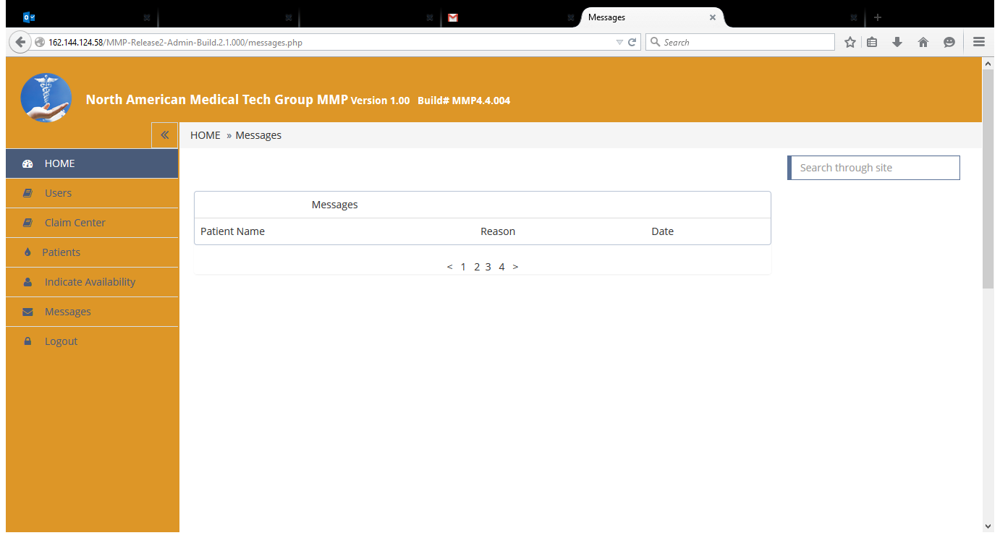 Messages
162.144.124.58/MMP-Release2-Admin-Build.2.1.000/messages.php
Search
North American Medical Tech Group MMP Version 1.00 Build# MMP4.4.004
HOME » Messages
HOME
Users
Claim Center
Patients
Indicate Availability
Messages
Logout
Search through site
Messages
Patient Name Reason Date
< 1 2 3 4 >